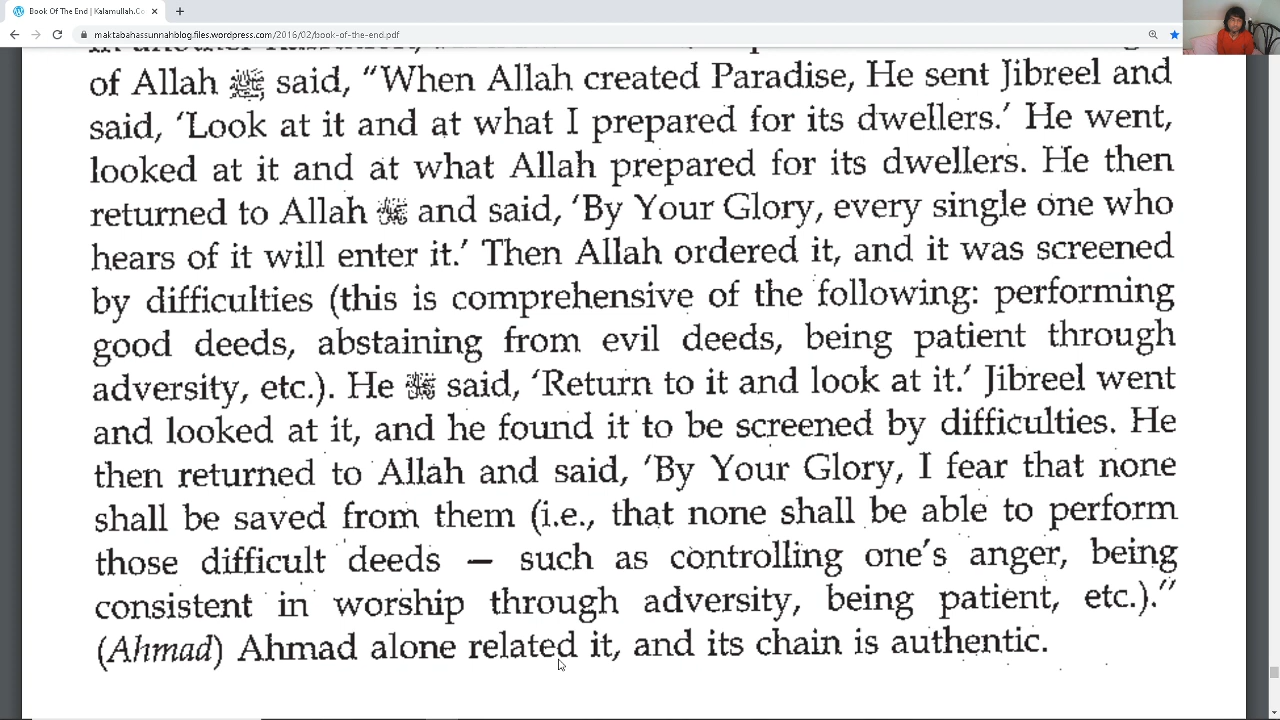 Book Of The End | Kalamullah.Co
maktabahassunnahblog.files.wordpress.com/2016/02/book-of-the-end.pdf
of Allah ﷺ said, “When Allah created Paradise, He sent Jibreel and
said, ‘Look at it and at what I prepared for its dwellers.’ He went,
looked at it and at what Allah prepared for its dwellers. He then
returned to Allah and said, ‘By Your Glory, every single one who
hears of it will enter it.’ Then Allah ordered it, and it was screened
by difficulties (this is comprehensive of the following: performing
good deeds, abstaining from evil deeds, being patient through
adversity, etc.). He said, ‘Return to it and look at it.’ Jibreel went
and looked at it, and he found it to be screened by difficulties. He
then returned to Allah and said, ‘By Your Glory, I fear that none
shall be saved from them (i.e., that none shall be able to perform
those difficult deeds — such as controlling one’s anger, being
consistent in worship through adversity, being patient, etc.).”
(Ahmad) Ahmad alone related it, and its chain is authentic.